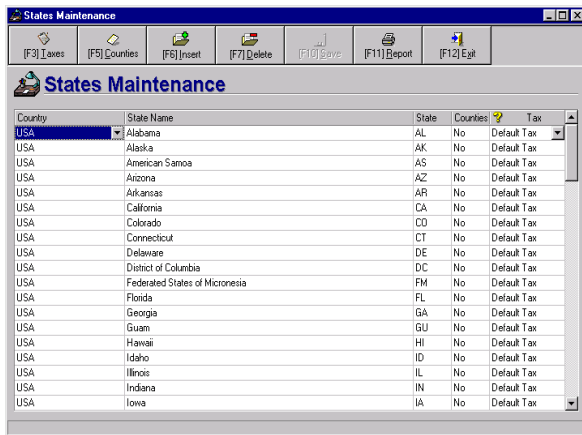 States Maintenance
[F3] Taxes [F5] Counties [F6] Insert [F7] Delete [F10] Save [F11] Report [F12] Exit
States Maintenance
Country State Name State Counties Tax
USA Alabama AL No Default Tax
USA Alaska AK No Default Tax
USA American Samoa AS No Default Tax
USA Arizona AZ No Default Tax
USA Arkansas AR No Default Tax
USA California CA No Default Tax
USA Colorado CO No Default Tax
USA Connecticut CT No Default Tax
USA Delaware DE No Default Tax
USA District of Columbia DC No Default Tax
USA Federated States of Micronesia FM No Default Tax
USA Florida FL No Default Tax
USA Georgia GA No Default Tax
USA Guam GU No Default Tax
USA Hawaii HI No Default Tax
USA Idaho ID No Default Tax
USA Illinois IL No Default Tax
USA Indiana IN No Default Tax
USA Iowa IA No Default Tax